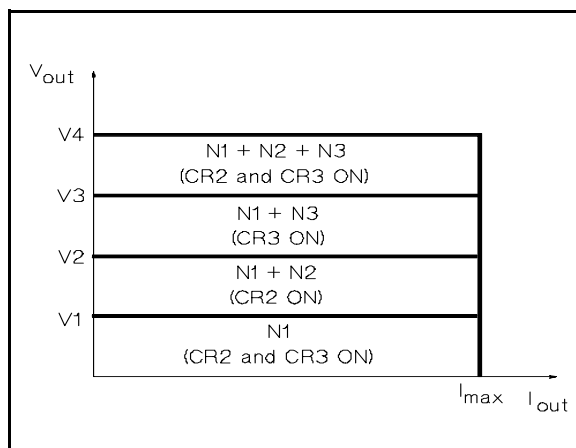 Vout
V4
N1 + N2 + N3
(CR2 and CR3 ON)
V3
N1 + N3
(CR3 ON)
V2
N1 + N2
(CR2 ON)
V1
N1
(CR2 and CR3 ON)
Imax Iout